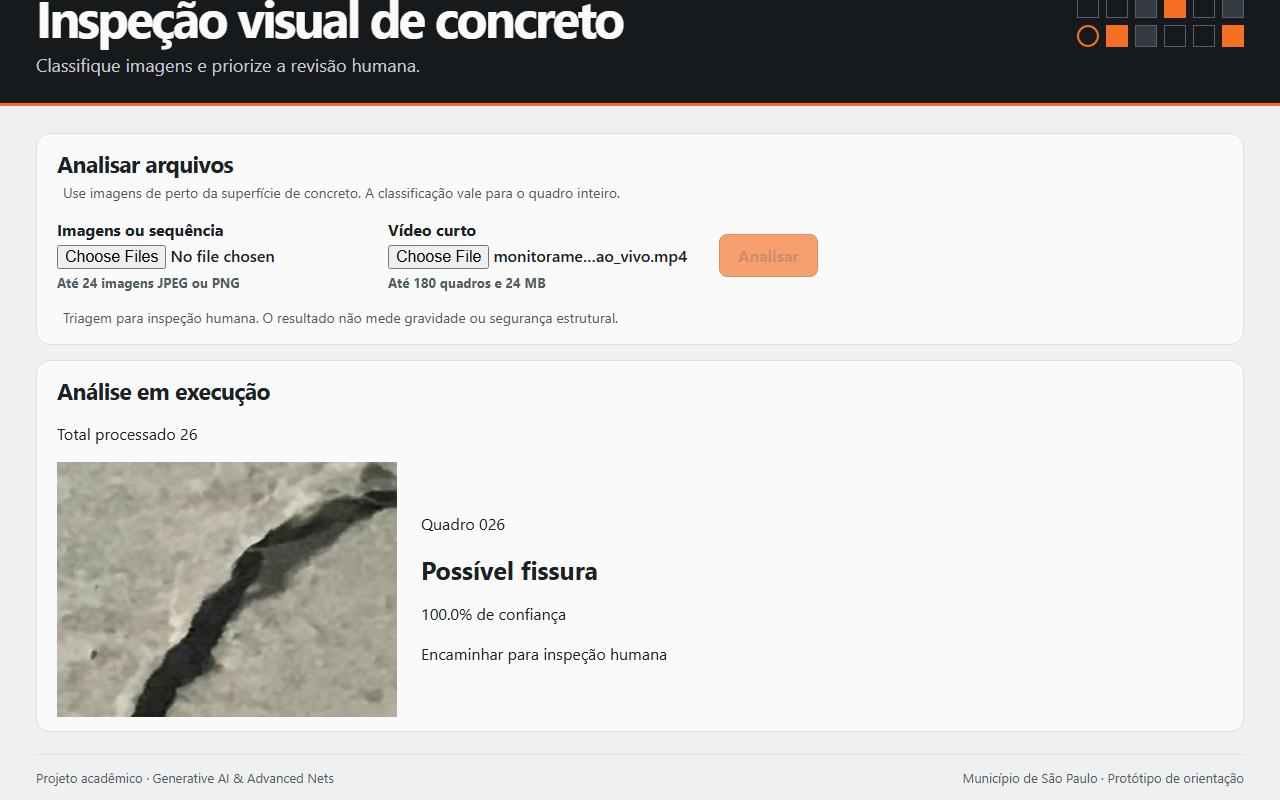 Inspeção visual de concreto
Classifique imagens e priorize a revisão humana.
Analisar arquivos
Use imagens de perto da superfície de concreto. A classificação vale para o quadro inteiro.
Imagens ou sequência
Choose Files No file chosen
Até 24 imagens JPEG ou PNG
Vídeo curto
Choose File monitorame...ao_vivo.mp4
Até 180 quadros e 24 MB
Analisar
Triagem para inspeção humana. O resultado não mede gravidade ou segurança estrutural.
Análise em execução
Total processado 26
Quadro 026
Possível fissura
100.0% de confiança
Encaminhar para inspeção humana
Projeto acadêmico · Generative AI & Advanced Nets
Município de São Paulo · Protótipo de orientação